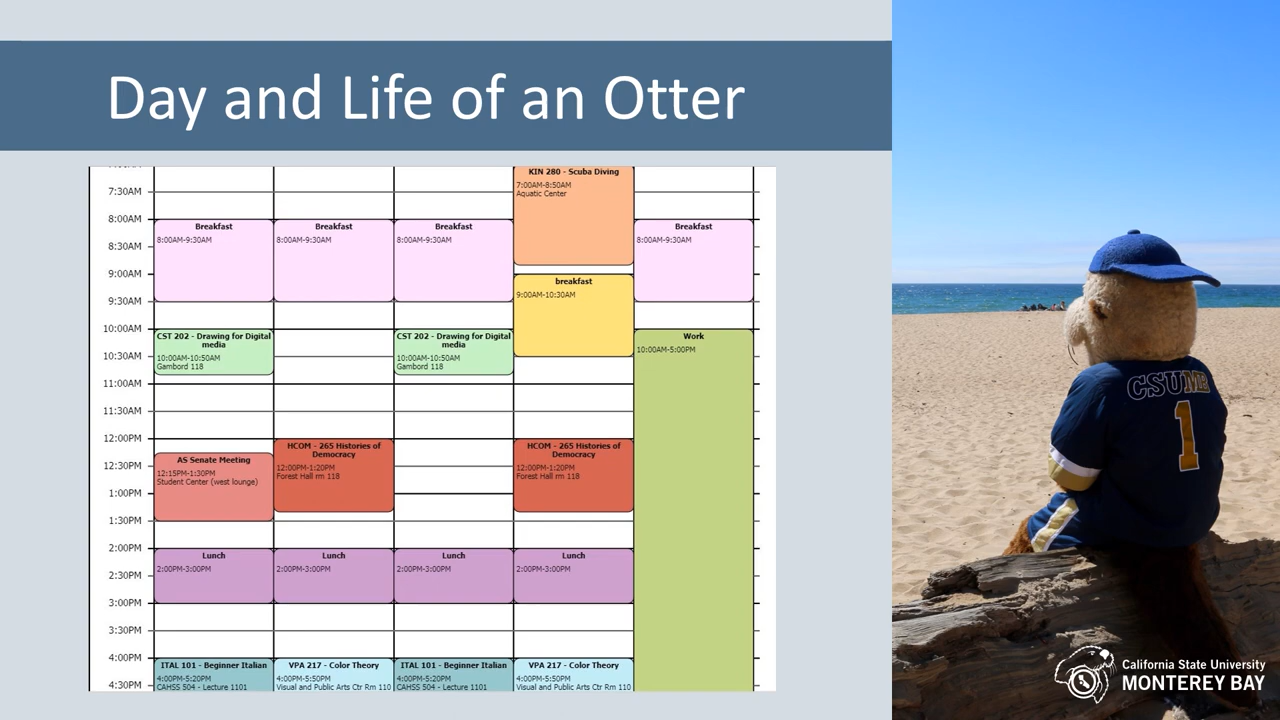 Day and Life of an Otter
7:30AM
8:00AM
8:30AM
9:00AM
9:30AM
10:00AM
10:30AM
11:00AM
11:30AM
12:00PM
12:30PM
1:00PM
1:30PM
2:00PM
2:30PM
3:00PM
3:30PM
4:00PM
4:30PM
Breakfast
8:00AM-9:30AM
CST 202 - Drawing for Digital
media
10:00AM-10:50AM
Gambord 118
AS Senate Meeting
12:15PM-1:30PM
Student Center (west lounge)
Lunch
2:00PM-3:00PM
ITAL 101 - Beginner Italian
4:00PM-5:20PM
CAHSS 504 - Lecture 1101
Breakfast
8:00AM-9:30AM
HCOM - 265 Histories of
Democracy
12:00PM-1:20PM
Forest Hall rm 118
Lunch
2:00PM-3:00PM
VPA 217 - Color Theory
4:00PM-5:50PM
Visual and Public Arts Ctr Rm 110
Breakfast
8:00AM-9:30AM
CST 202 - Drawing for Digital
media
10:00AM-10:50AM
Gambord 118
Lunch
2:00PM-3:00PM
ITAL 101 - Beginner Italian
4:00PM-5:20PM
CAHSS 504 - Lecture 1101
KIN 280 - Scuba Diving
7:00AM-8:50AM
Aquatic Center
breakfast
9:00AM-10:30AM
HCOM - 265 Histories of
Democracy
12:00PM-1:20PM
Forest Hall rm 118
Lunch
2:00PM-3:00PM
VPA 217 - Color Theory
4:00PM-5:50PM
Visual and Public Arts Ctr Rm 110
Breakfast
8:00AM-9:30AM
Work
10:00AM-5:00PM
CSUMB
1
California State University
MONTEREY BAY